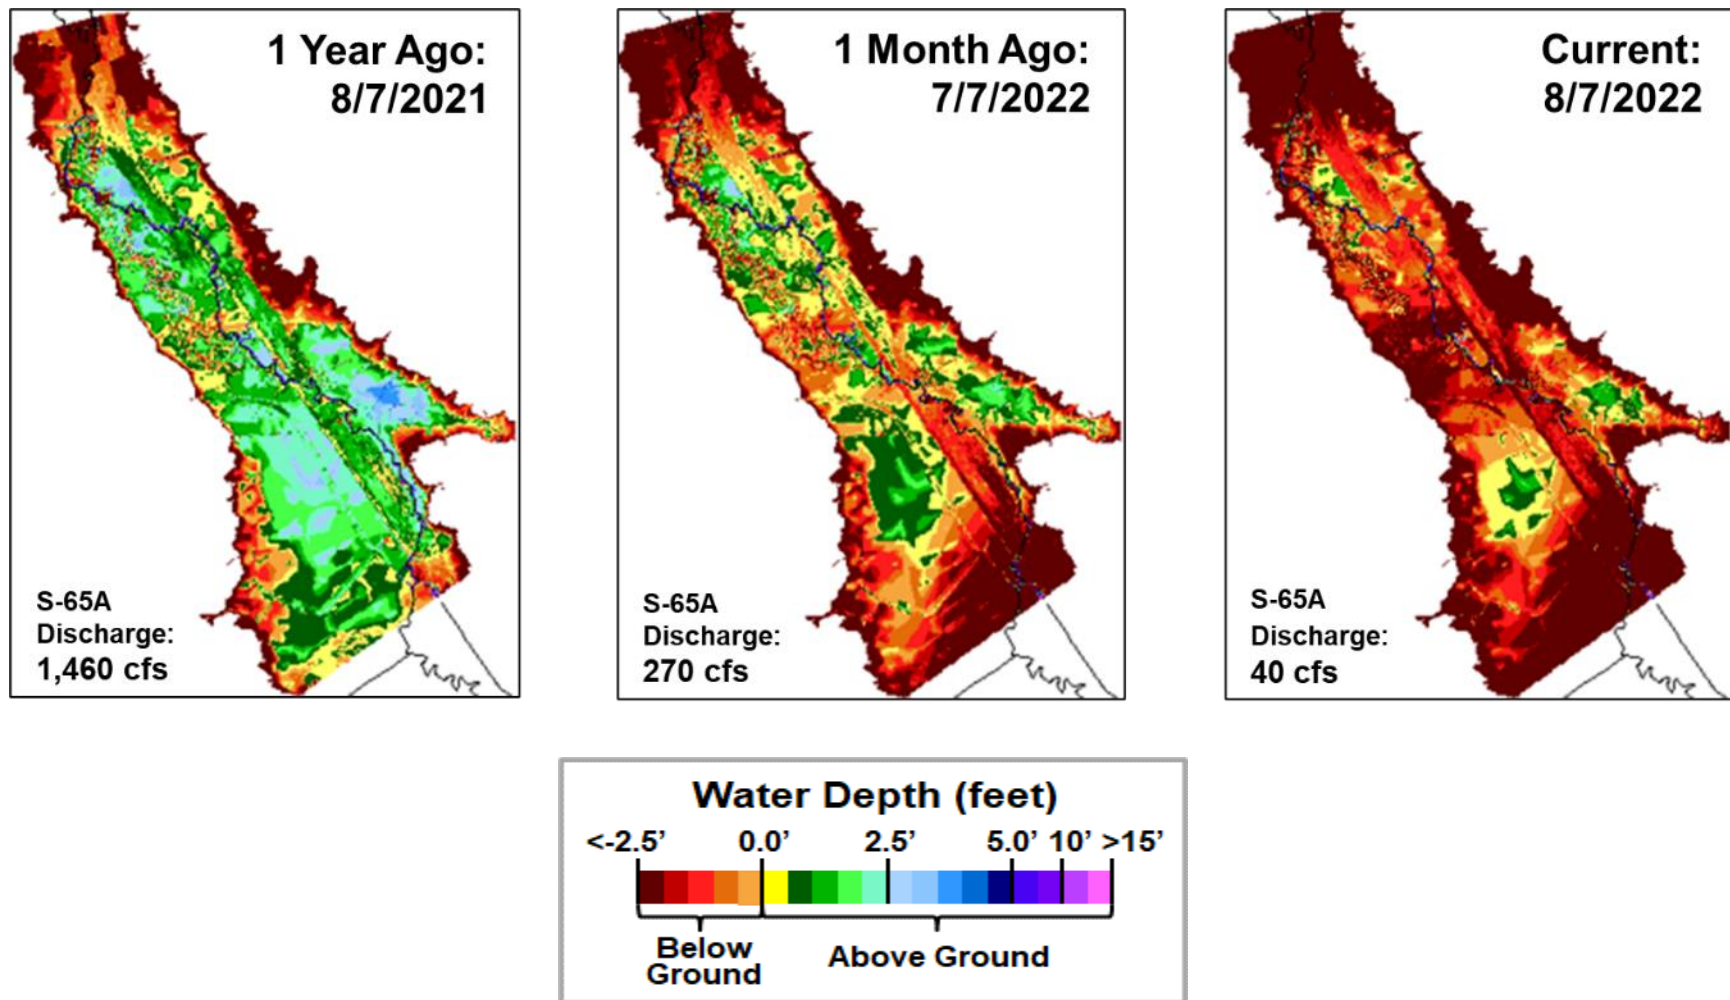 1 Year Ago:
8/7/2021
S-65A
Discharge:
1,460 cfs
1 Month Ago:
7/7/2022
S-65A
Discharge:
270 cfs
Current:
8/7/2022
S-65A
Discharge:
40 cfs
Water Depth (feet)
<-2.5’ 0.0’ 2.5’ 5.0’ 10’ >15’
Below
Ground
Above Ground